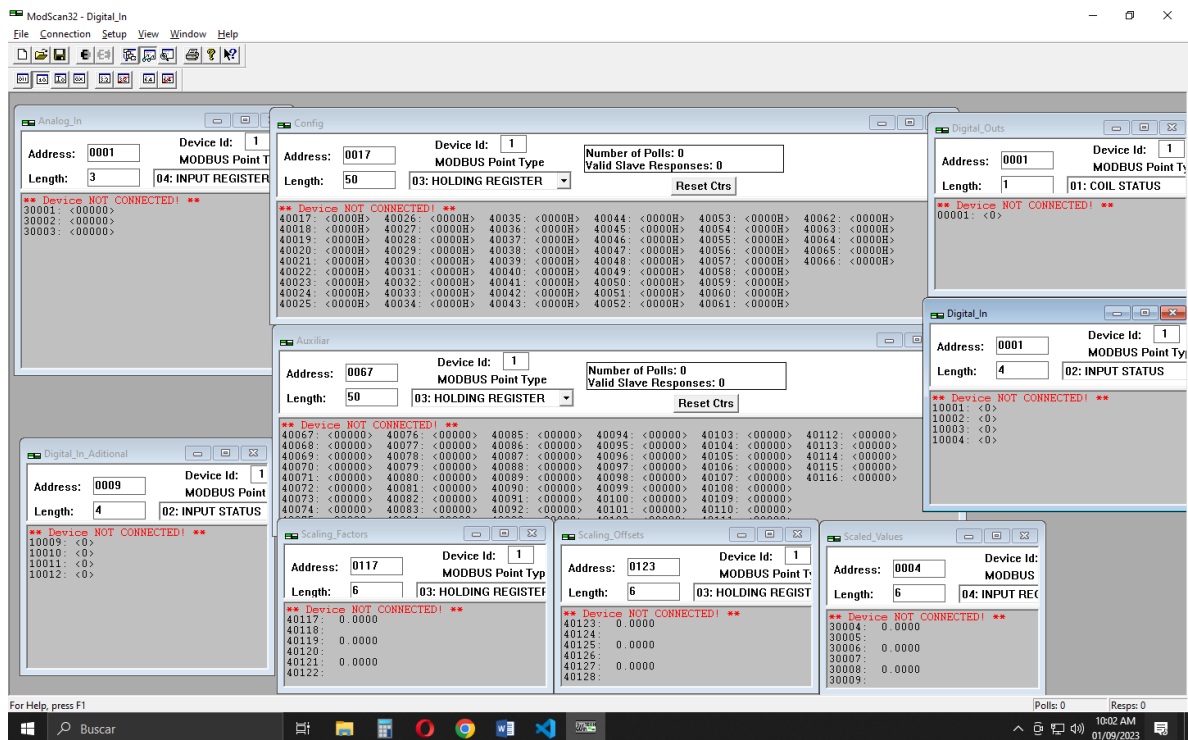 ModScan32 - Digital_In
File Connection Setup View Window Help
Analog_In
Address: 0001
Device Id: 1
MODBUS Point T
Length: 3
04: INPUT REGISTER
** Device NOT CONNECTED! **
30001: <00000>
30002: <00000>
30003: <00000>
Config
Address: 0017
Device Id: 1
MODBUS Point Type
Length: 50
03: HOLDING REGISTER
Number of Polls: 0
Valid Slave Responses: 0
Reset Ctrs
** Device NOT CONNECTED! **
40017: <0000H> 40026: <0000H> 40035: <0000H> 40044: <0000H> 40053: <0000H> 40062: <0000H>
40018: <0000H> 40027: <0000H> 40036: <0000H> 40045: <0000H> 40054: <0000H> 40063: <0000H>
40019: <0000H> 40028: <0000H> 40037: <0000H> 40046: <0000H> 40055: <0000H> 40064: <0000H>
40020: <0000H> 40029: <0000H> 40038: <0000H> 40047: <0000H> 40056: <0000H> 40065: <0000H>
40021: <0000H> 40030: <0000H> 40039: <0000H> 40048: <0000H> 40057: <0000H> 40066: <0000H>
40022: <0000H> 40031: <0000H> 40040: <0000H> 40049: <0000H> 40058: <0000H>
40023: <0000H> 40032: <0000H> 40041: <0000H> 40050: <0000H> 40059: <0000H>
40024: <0000H> 40033: <0000H> 40042: <0000H> 40051: <0000H> 40060: <0000H>
40025: <0000H> 40034: <0000H> 40043: <0000H> 40052: <0000H> 40061: <0000H>
Digital_Outs
Address: 0001
Device Id: 1
MODBUS Point Ty
Length: 1
01: COIL STATUS
** Device NOT CONNECTED! **
00001: <0>
Digital_In
Address: 0001
Device Id: 1
MODBUS Point Ty
Length: 4
02: INPUT STATUS
** Device NOT CONNECTED! **
10001: <0>
10002: <0>
10003: <0>
10004: <0>
Auxiliar
Address: 0067
Device Id: 1
MODBUS Point Type
Length: 50
03: HOLDING REGISTER
Number of Polls: 0
Valid Slave Responses: 0
Reset Ctrs
** Device NOT CONNECTED! **
40067: <00000> 40076: <00000> 40085: <00000> 40094: <00000> 40103: <00000> 40112: <00000>
40068: <00000> 40077: <00000> 40086: <00000> 40095: <00000> 40104: <00000> 40113: <00000>
40069: <00000> 40078: <00000> 40087: <00000> 40096: <00000> 40105: <00000> 40114: <00000>
40070: <00000> 40079: <00000> 40088: <00000> 40097: <00000> 40106: <00000> 40115: <00000>
40071: <00000> 40080: <00000> 40089: <00000> 40098: <00000> 40107: <00000> 40116: <00000>
40072: <00000> 40081: <00000> 40090: <00000> 40099: <00000> 40108: <00000>
40073: <00000> 40082: <00000> 40091: <00000> 40100: <00000> 40109: <00000>
40074: <00000> 40083: <00000> 40092: <00000> 40101: <00000> 40110: <00000>
Digital_In_Aditional
Address: 0009
Device Id: 1
MODBUS Point
Length: 4
02: INPUT STATUS
** Device NOT CONNECTED! **
10009: <0>
10010: <0>
10011: <0>
10012: <0>
Scaling_Factors
Address: 0117
Device Id: 1
MODBUS Point Typ
Length: 6
03: HOLDING REGISTER
** Device NOT CONNECTED! **
40117: 0.0000
40118:
40119: 0.0000
40120:
40121: 0.0000
40122:
Scaling_Offsets
Address: 0123
Device Id: 1
MODBUS Point T
Length: 6
03: HOLDING REGIST
** Device NOT CONNECTED! **
40123: 0.0000
40124:
40125: 0.0000
40126:
40127: 0.0000
40128:
Scaled_Values
Address: 0004
Device Id:
MODBUS
Length: 6
04: INPUT REG
** Device NOT CONNECTED! **
30004: 0.0000
30005:
30006: 0.0000
30007:
30008: 0.0000
30009:
For Help, press F1
Polls: 0
Resps: 0
Buscar
10:02 AM
01/09/2023